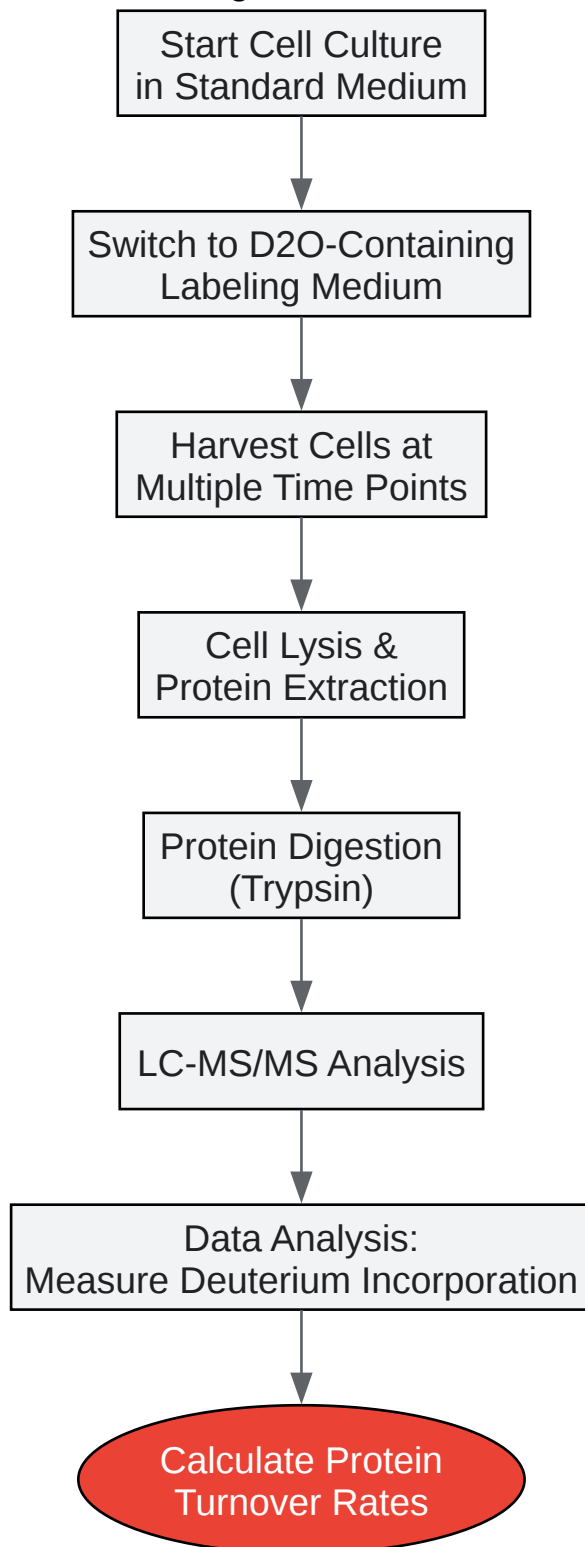 Start Cell Culture
in Standard Medium
Switch to D2O-Containing
Labeling Medium
Harvest Cells at
Multiple Time Points
Cell Lysis &
Protein Extraction
Protein Digestion
(Trypsin)
LC-MS/MS Analysis
Data Analysis:
Measure Deuterium Incorporation
Calculate Protein
Turnover Rates